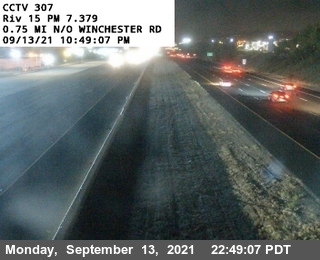 CCTV 307
Riv 15 PM 7.379
0.75 MI N/O WINCHESTER RD
09/13/21 10:49:07 PM
Monday, September 13, 2021 22:49:07 PDT